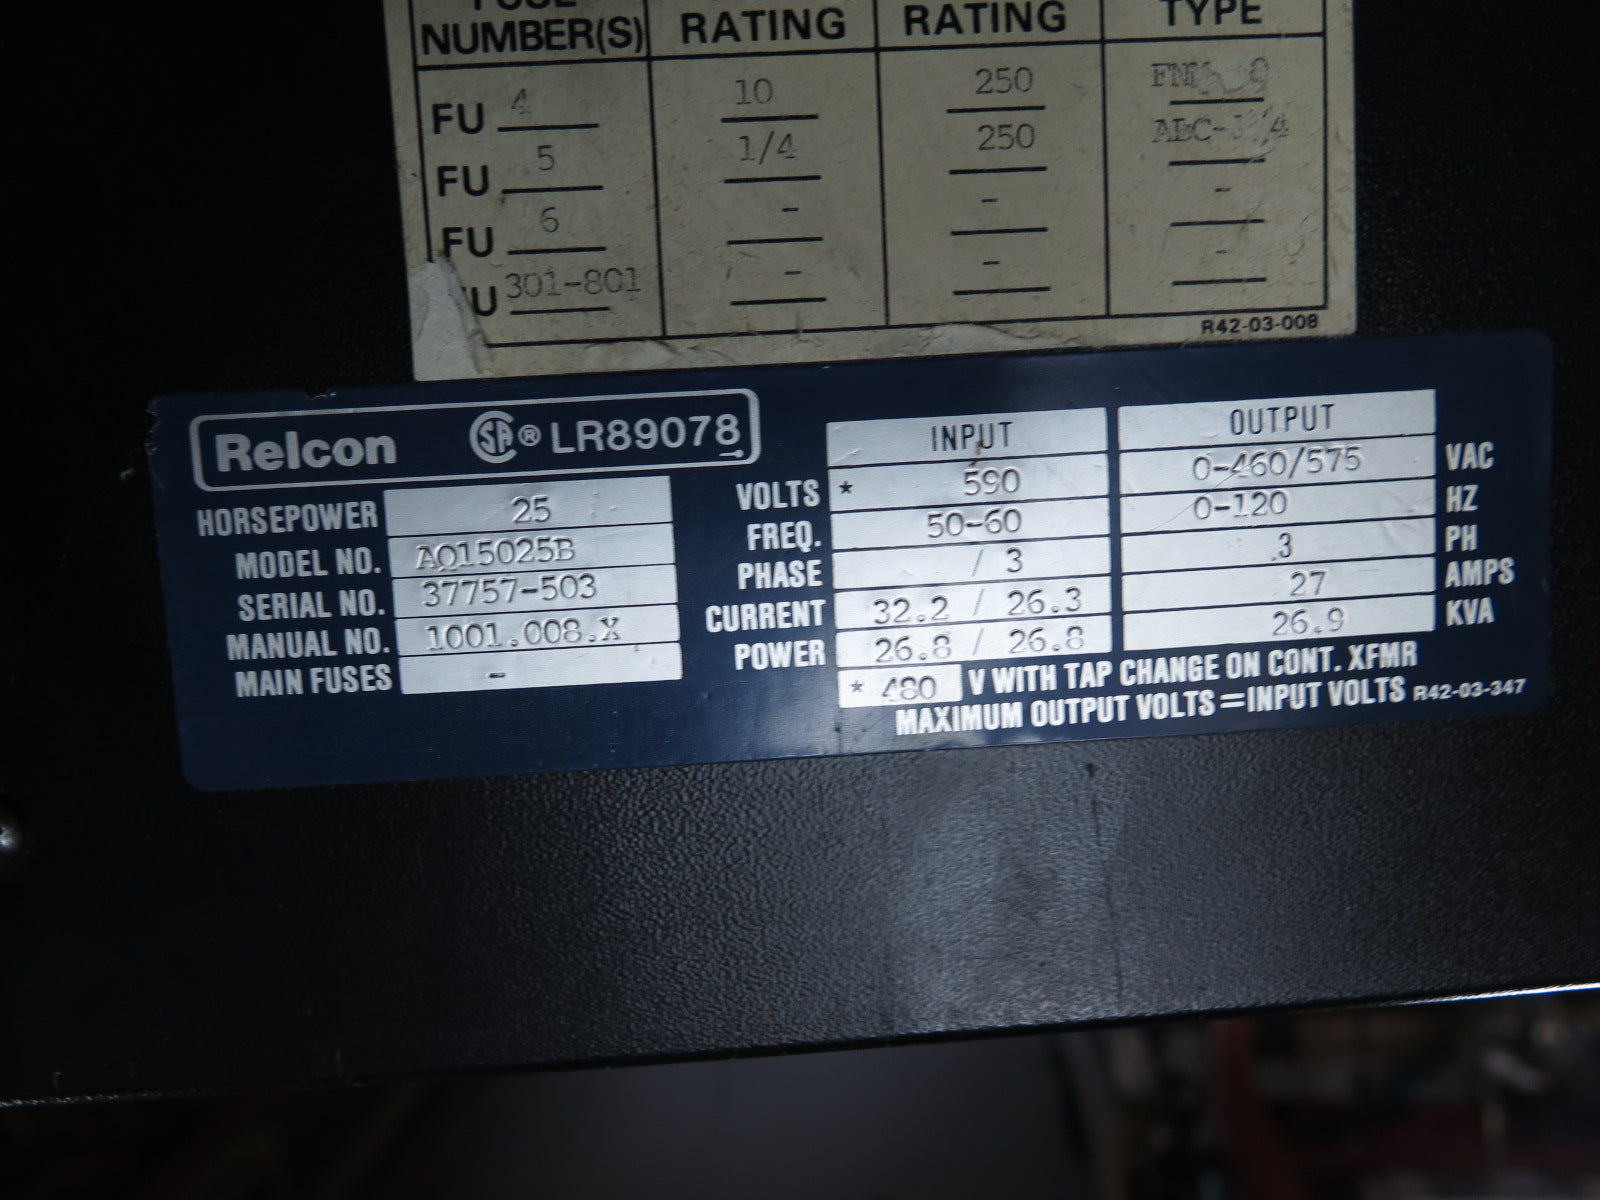 NUMBER(S) RATING RATING TYPE
FU 4 10 250
FU 5 1/4 250
FU 6 - - -
301-801 - - -
R42-03-008
Relcon CSA ® LR89078
HORSEPOWER 25
MODEL NO. AQ15025B
SERIAL NO. 37757-503
MANUAL NO. 1001.008.X
MAIN FUSES -
INPUT OUTPUT
VOLTS * 590 0-460/575 VAC
FREQ. 50-60 0-120 HZ
PHASE / 3 3 PH
CURRENT 32.2 / 26.3 27 AMPS
POWER 26.8 / 26.8 26.9 KVA
* 480 V WITH TAP CHANGE ON CONT. XFMR
MAXIMUM OUTPUT VOLTS=INPUT VOLTS R42-03-347